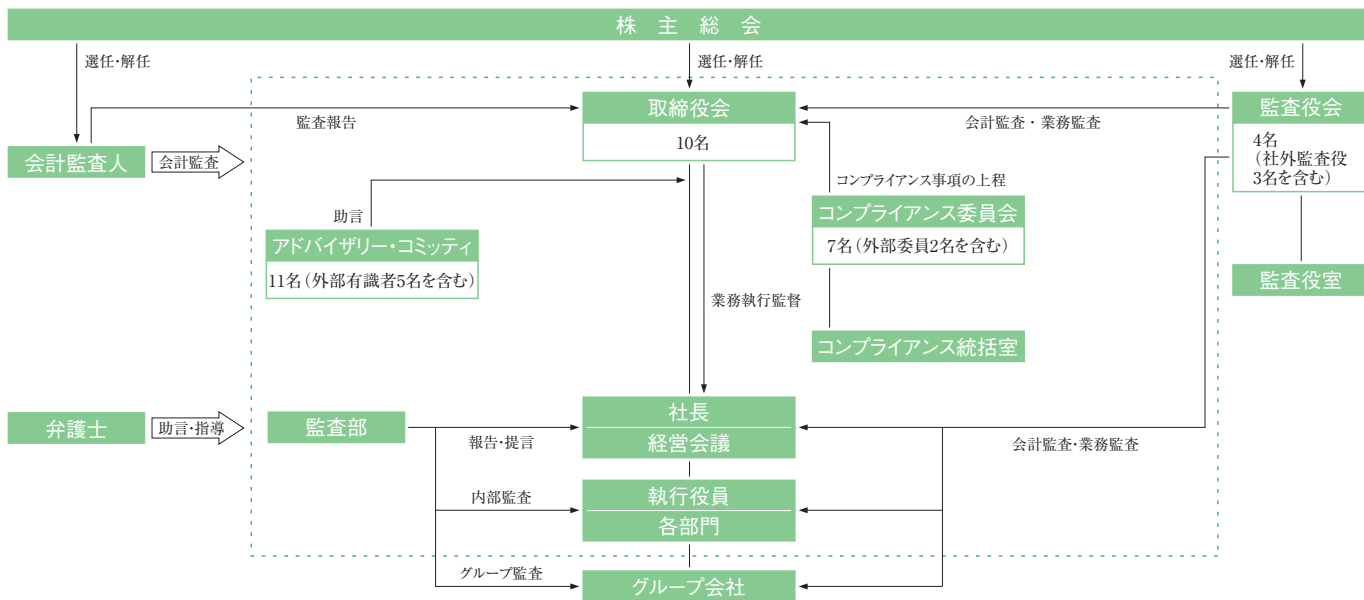 株主総会
選任・解任
選任・解任
選任・解任
取締役会
10名
監査役会
4名
（社外監査役
3名を含む）
監査報告
会計監査・業務監査
会計監査人
会計監査
コンプライアンス事項の上程
助言
コンプライアンス委員会
7名（外部委員2名を含む）
アドバイザリー・コミッティ
11名（外部有識者5名を含む）
監査役室
業務執行監督
コンプライアンス統括室
弁護士
助言・指導
監査部
社長
経営会議
報告・提言
会計監査・業務監査
内部監査
執行役員
各部門
グループ監査
グループ会社